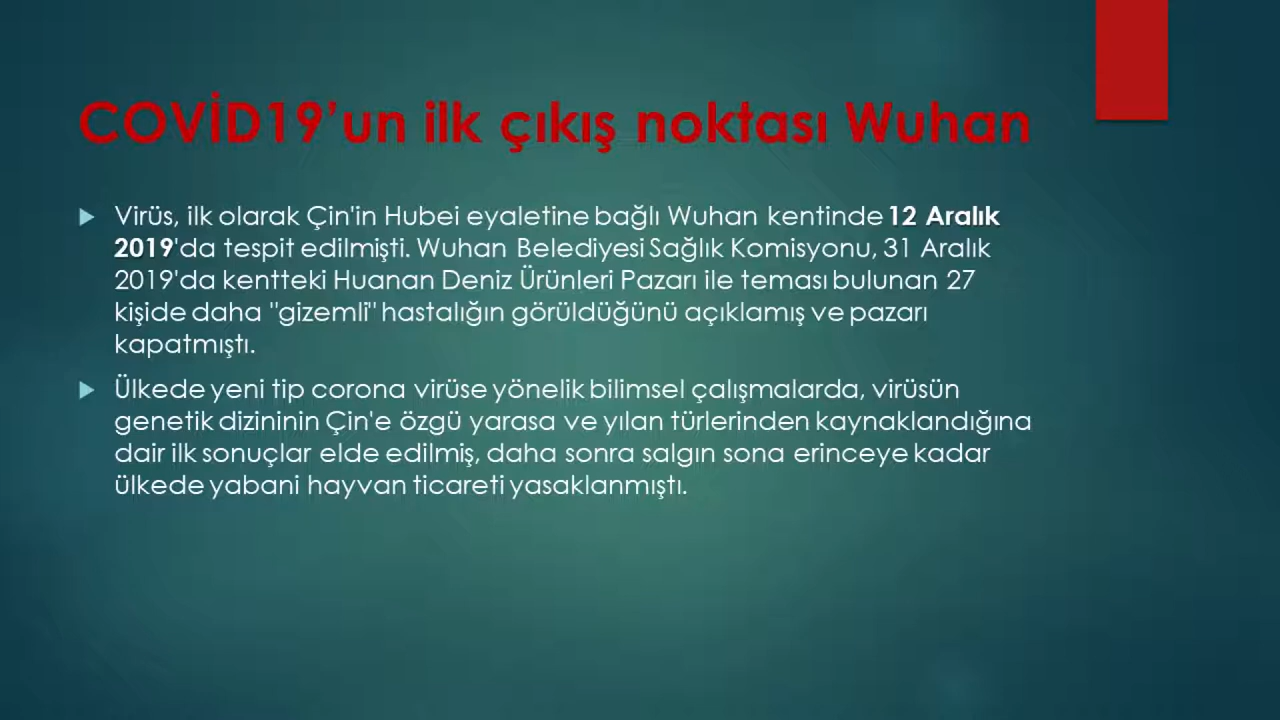 COVİD19’un ilk çıkış noktası Wuhan
Virüs, ilk olarak Çin'in Hubei eyaletine bağlı Wuhan kentinde 12 Aralık
2019'da tespit edilmişti. Wuhan Belediyesi Sağlık Komisyonu, 31 Aralık
2019'da kentteki Huanan Deniz Ürünleri Pazarı ile teması bulunan 27
kişide daha "gizemli" hastalığın görüldüğünü açıklamış ve pazarı
kapatmıştı.
Ülkede yeni tip corona virüse yönelik bilimsel çalışmalarda, virüsün
genetik dizininin Çin'e özgü yarasa ve yılan türlerinden kaynaklandığına
dair ilk sonuçlar elde edilmiş, daha sonra salgın sona erinceye kadar
ülkede yabani hayvan ticareti yasaklanmıştı.